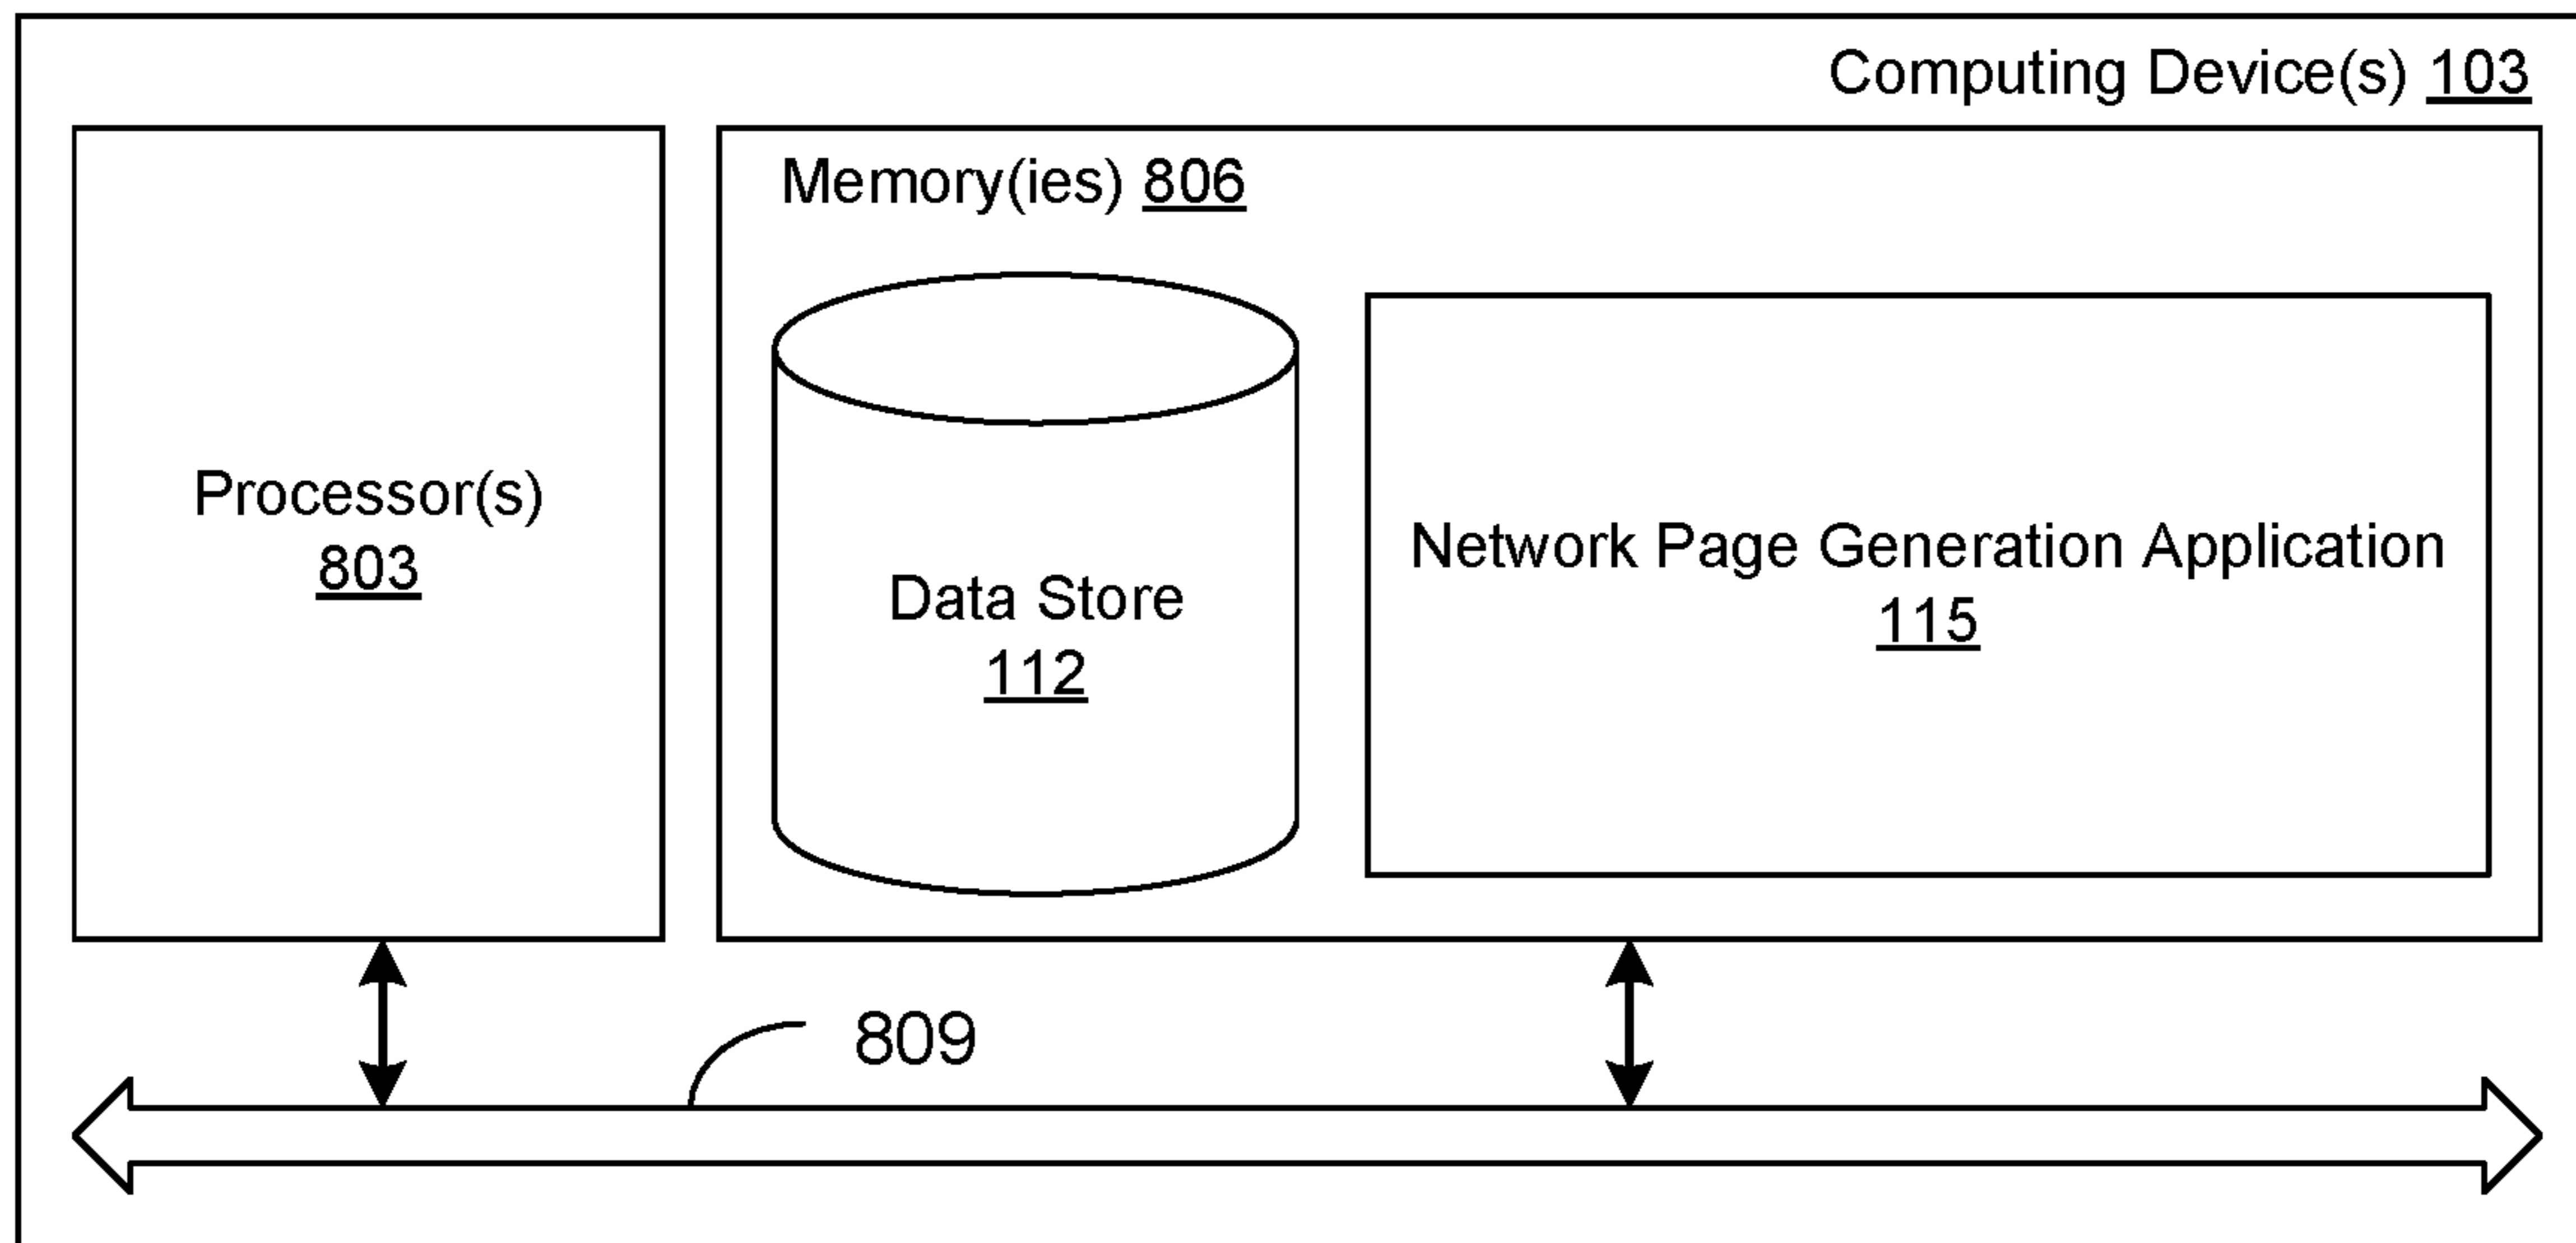 Computing Device(s) 103
Memory(ies) 806
Processor(s)
803
Data Store
112
Network Page Generation Application
115
809